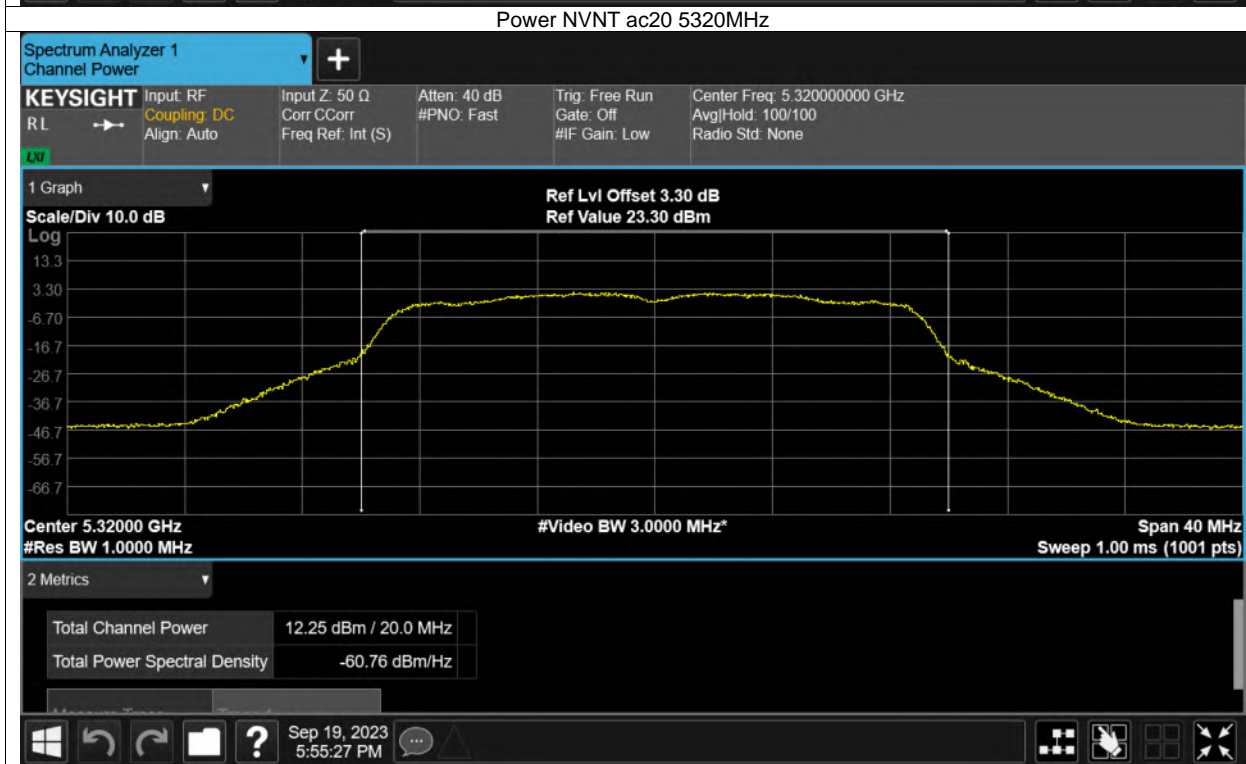 Power NVNT ac20 5320MHz
Spectrum Analyzer 1
Channel Power
KEYSIGHT Input: RF Input Z: 50 Ω Atten: 40 dB Trig: Free Run Center Freq: 5.320000000 GHz
RL Coupling: DC Corr CCorr #PNO: Fast Gate: Off Avg|Hold: 100/100
Align: Auto Freq Ref: Int (S) #IF Gain: Low Radio Std: None
LXI
1 Graph Ref Lvl Offset 3.30 dB
Scale/Div 10.0 dB Ref Value 23.30 dBm
Log
13.3
3.30
-6.70
-16.7
-26.7
-36.7
-46.7
-56.7
-66.7
Center 5.32000 GHz #Video BW 3.0000 MHz* Span 40 MHz
#Res BW 1.0000 MHz Sweep 1.00 ms (1001 pts)
2 Metrics
Total Channel Power 12.25 dBm / 20.0 MHz
Total Power Spectral Density -60.76 dBm/Hz
Sep 19, 2023
5:55:27 PM